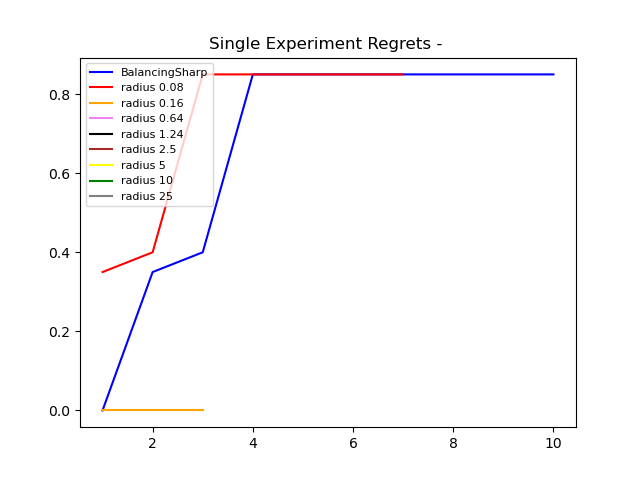 Single Experiment Regrets -
BalancingSharp
radius 0.08
radius 0.16
radius 0.64
radius 1.24
radius 2.5
radius 5
radius 10
radius 25
0.8
0.6
0.4
0.2
0.0
2 4 6 8 10